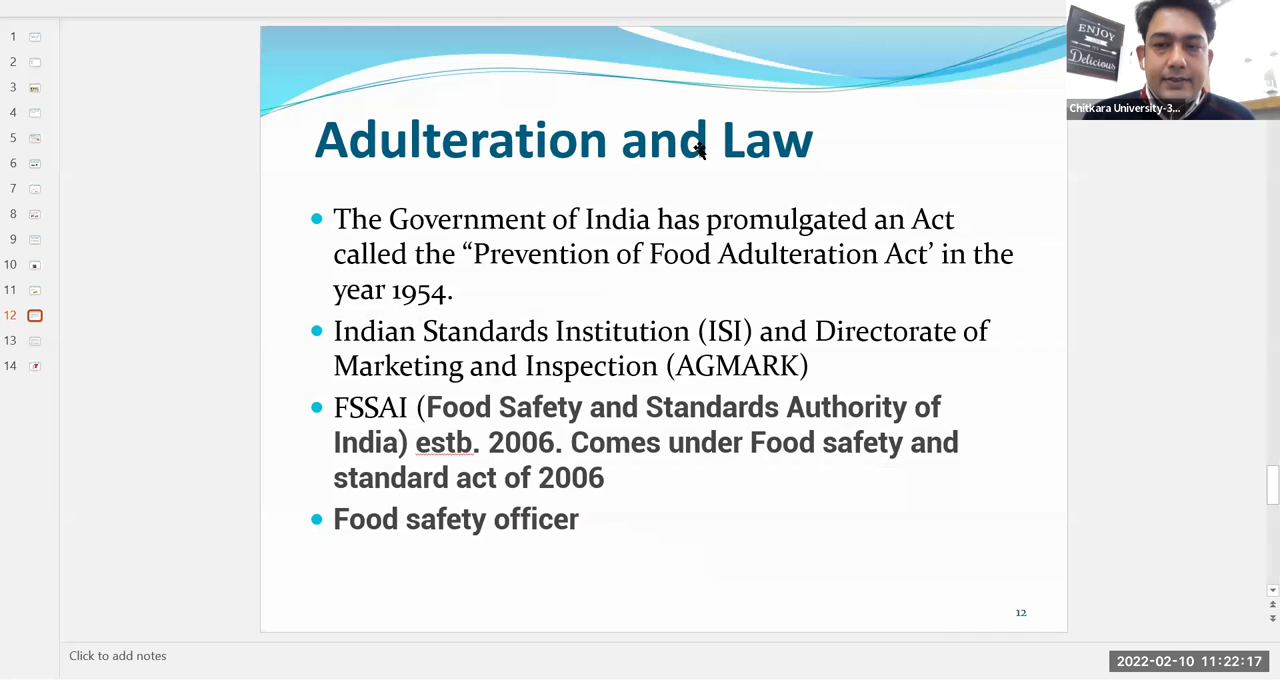 1
2
3
4
5
6
7
8
9
10
11
12
13
14
ENJOY
Delicious
Chitkara University-3...
Adulteration and Law
The Government of India has promulgated an Act
called the “Prevention of Food Adulteration Act’ in the
year 1954.
Indian Standards Institution (ISI) and Directorate of
Marketing and Inspection (AGMARK)
FSSAI (Food Safety and Standards Authority of
India) estb. 2006. Comes under Food safety and
standard act of 2006
Food safety officer
12
Click to add notes
2022-02-10 11:22:17